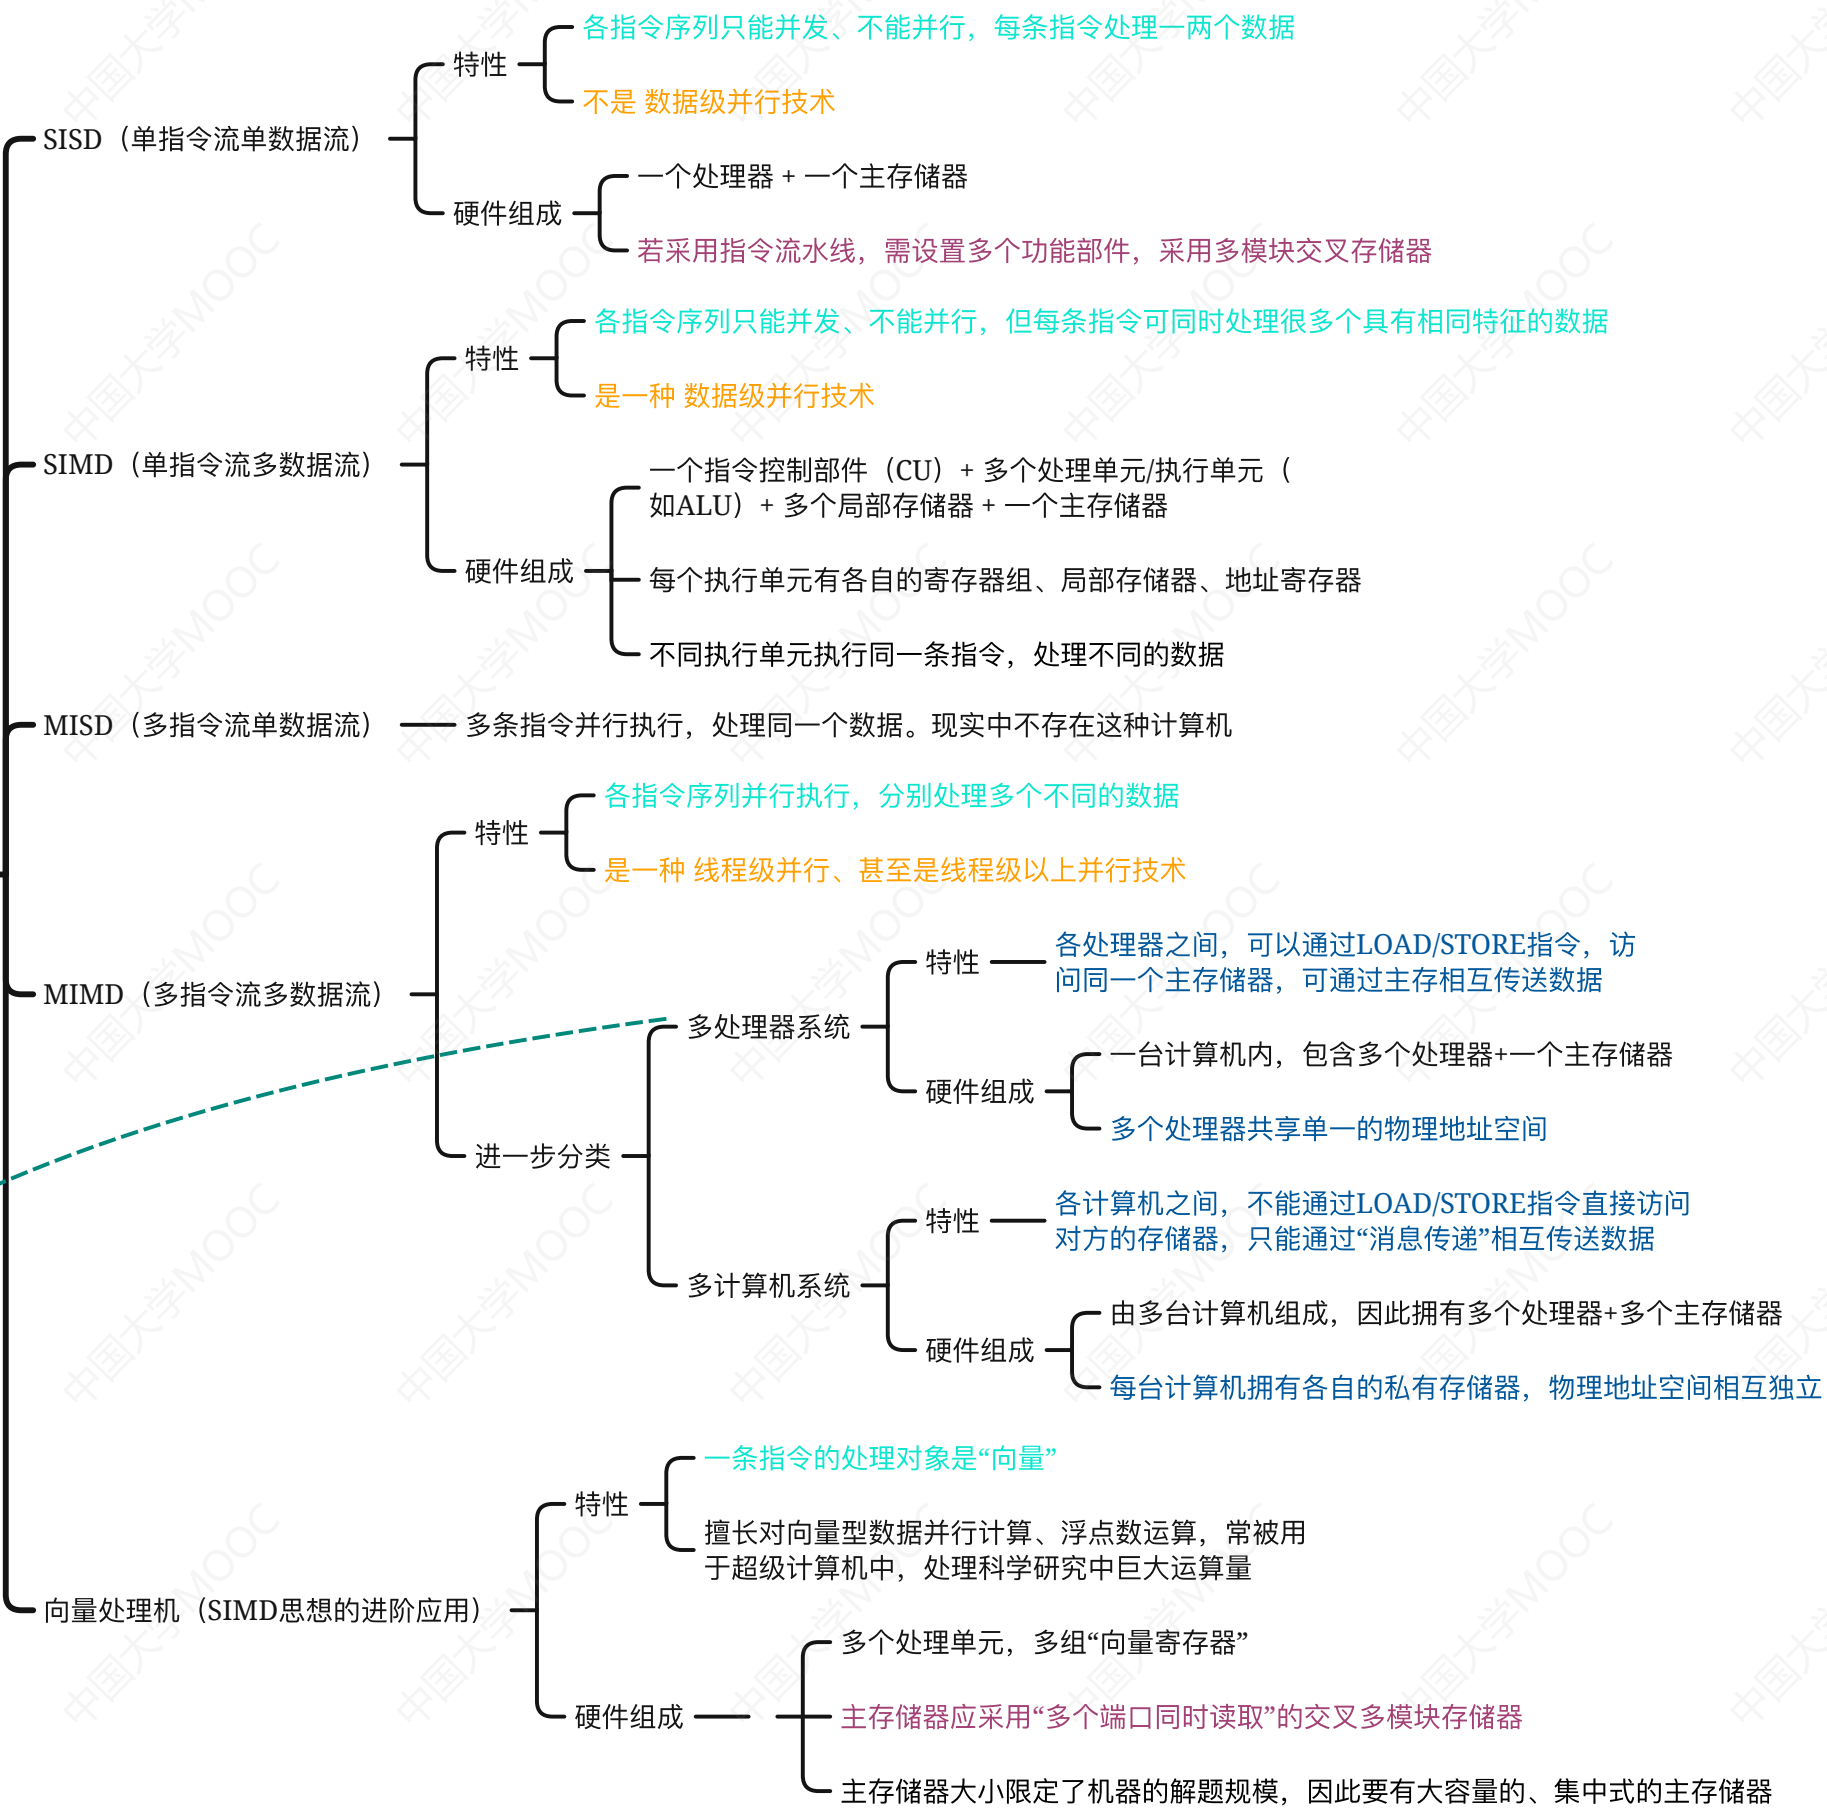 各指令序列只能并发、不能并行，每条指令处理一两个数据
特性
不是 数据级并行技术
SISD（单指令流单数据流）
一个处理器 + 一个主存储器
硬件组成
若采用指令流水线，需设置多个功能部件，采用多模块交叉存储器
各指令序列只能并发、不能并行，但每条指令可同时处理很多个具有相同特征的数据
特性
是一种 数据级并行技术
SIMD（单指令流多数据流）
一个指令控制部件（CU）+ 多个处理单元/执行单元（
如ALU）+ 多个局部存储器 + 一个主存储器
硬件组成
每个执行单元有各自的寄存器组、局部存储器、地址寄存器
不同执行单元执行同一条指令，处理不同的数据
MISD（多指令流单数据流）
多条指令并行执行，处理同一个数据。现实中不存在这种计算机
各指令序列并行执行，分别处理多个不同的数据
特性
是一种 线程级并行、甚至是线程级以上并行技术
MIMD（多指令流多数据流）
各处理器之间，可以通过LOAD/STORE指令，访
问同一个主存储器，可通过主存相互传送数据
特性
多处理器系统
一台计算机内，包含多个处理器+一个主存储器
硬件组成
多个处理器共享单一的物理地址空间
进一步分类
各计算机之间，不能通过LOAD/STORE指令直接访问
对方的存储器，只能通过“消息传递”相互传送数据
特性
多计算机系统
由多台计算机组成，因此拥有多个处理器+多个主存储器
硬件组成
每台计算机拥有各自的私有存储器，物理地址空间相互独立
一条指令的处理对象是“向量”
特性
擅长对向量型数据并行计算、浮点数运算，常被用
于超级计算机中，处理科学研究中巨大运算量
向量处理机（SIMD思想的进阶应用）
多个处理单元，多组“向量寄存器”
硬件组成
主存储器应采用“多个端口同时读取”的交叉多模块存储器
主存储器大小限定了机器的解题规模，因此要有大容量的、集中式的主存储器
中国大学MOOC